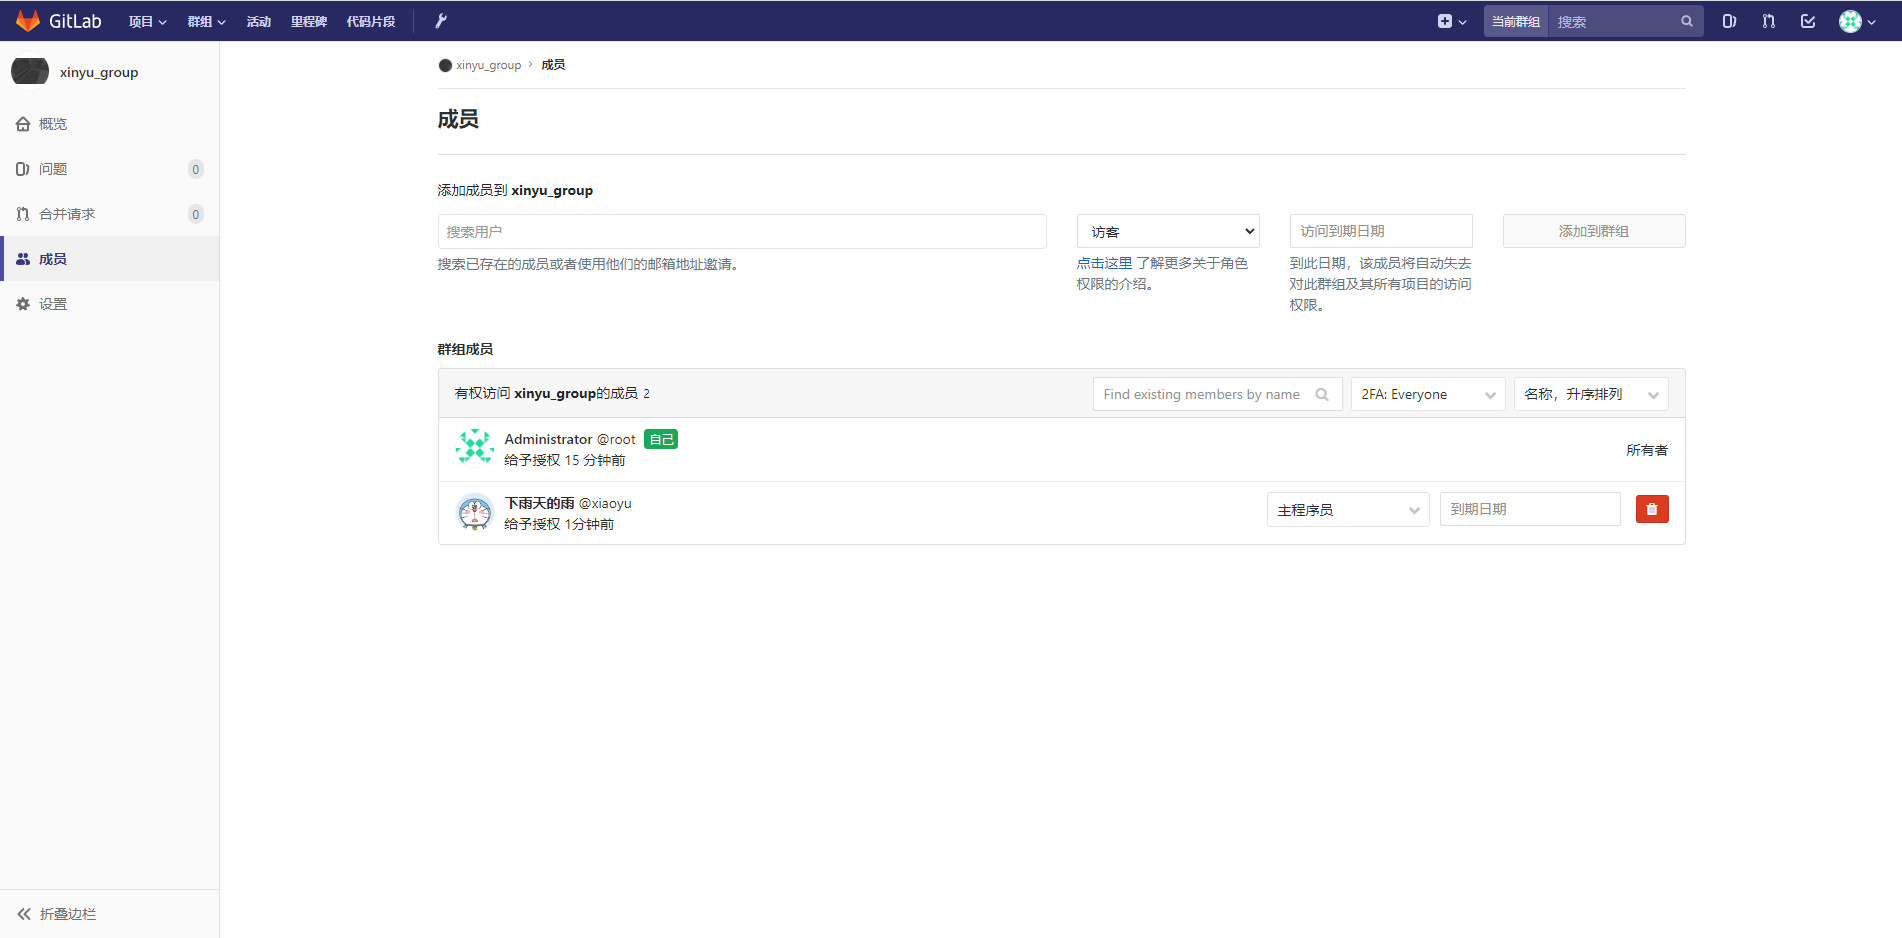 GitLab 项目 群组 活动 里程碑 代码片段 当前群组 搜索
xinyu_group
概览
问题 0
合并请求 0
成员
设置
折叠边栏
xinyu_group › 成员
成员
添加成员到 xinyu_group
搜索用户 访客 访问到期日期 添加到群组
搜索已存在的成员或者使用他们的邮箱地址邀请。
点击这里 了解更多关于角色
权限的介绍。
到此日期，该成员将自动失去
对此群组及其所有项目的访问
权限。
群组成员
有权访问 xinyu_group的成员 2 Find existing members by name 2FA: Everyone 名称，升序排列
Administrator @root 自己
给予授权 15 分钟前
所有者
下雨天的雨 @xiaoyu
给予授权 1分钟前
主程序员 到期日期